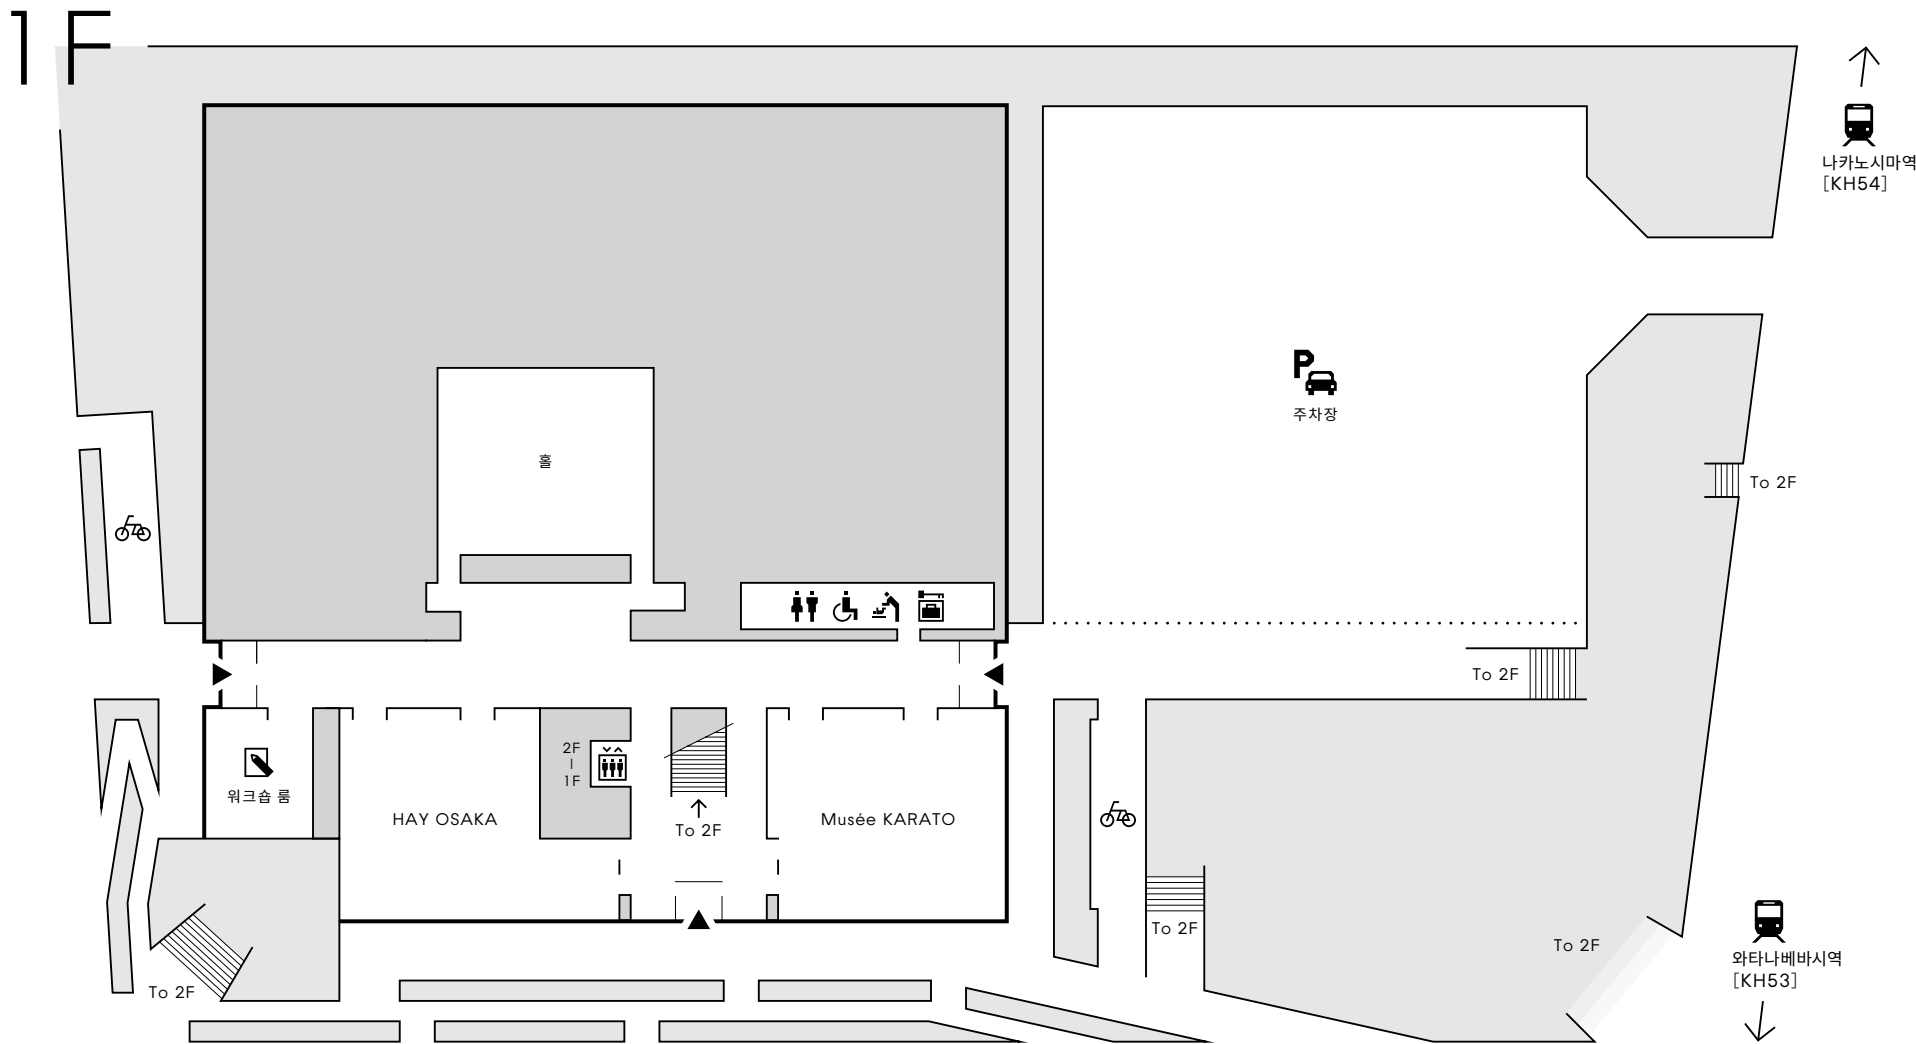 1F
나카노시마역
[KH54]
P
주차장
홀
To 2F
To 2F
워크숍 룸
HAY OSAKA
2F
1F
To 2F
Musée KARATO
To 2F
To 2F
와타나베바시역
[KH53]
To 2F